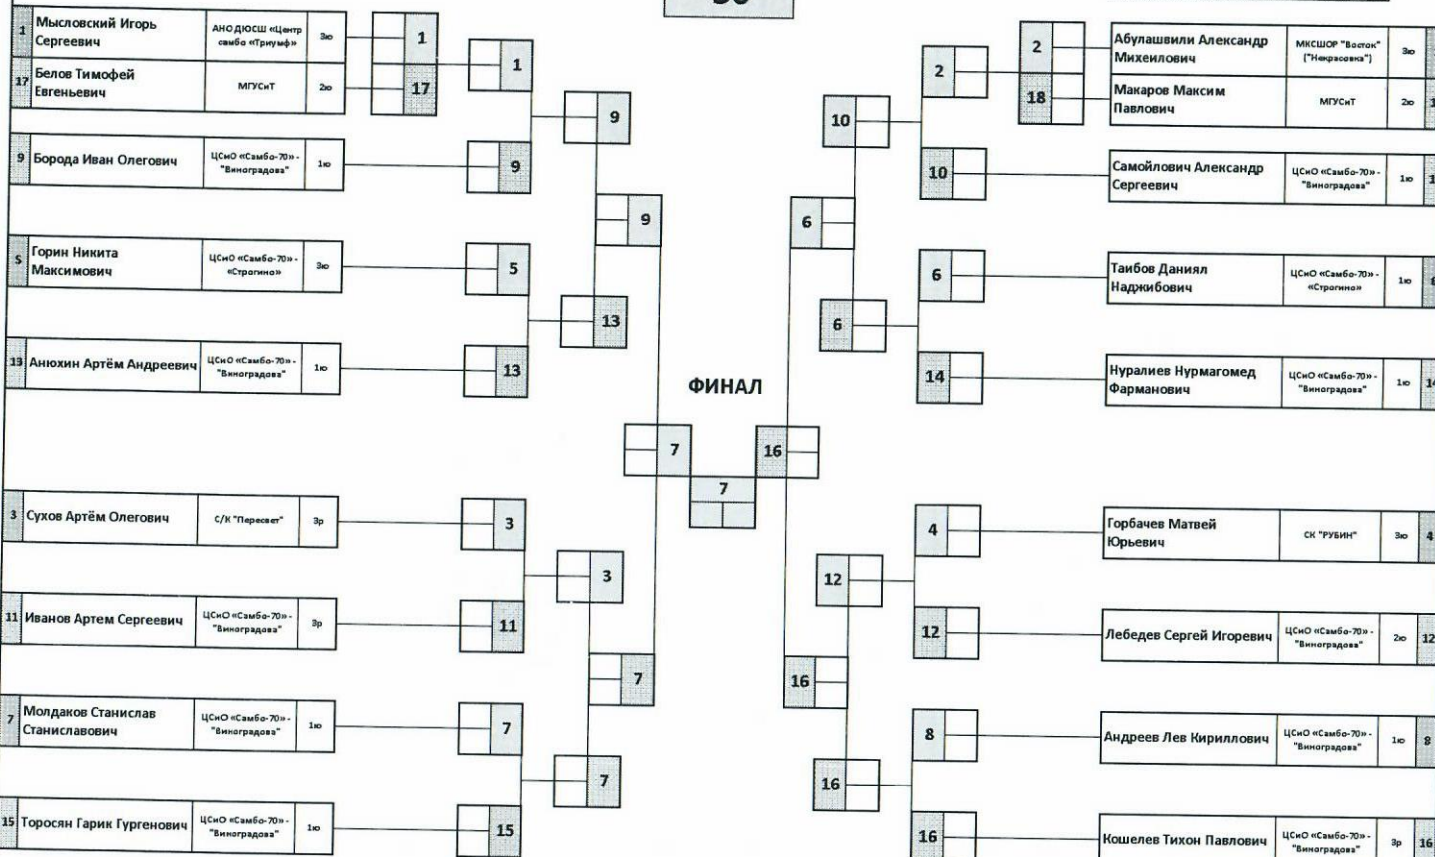 1
Мысловский Игорь
Сергеевич
АНО ДЮСШ «Центр
самбо «Триумф»
3ю
17
Белов Тимофей
Евгеньевич
МГУСиТ
2ю
9
Борода Иван Олегович
ЦСиО «Самбо-70» -
"Виноградова"
1ю
5
Горин Никита
Максимович
ЦСиО «Самбо-70» -
«Строгино»
3ю
13
Анюхин Артём Андреевич
ЦСиО «Самбо-70» -
"Виноградова"
1ю
3
Сухов Артём Олегович
С/К "Пересвет"
3р
11
Иванов Артем Сергеевич
ЦСиО «Самбо-70» -
"Виноградова"
3р
7
Молдаков Станислав
Станиславович
ЦСиО «Самбо-70» -
"Виноградова"
1ю
15
Торосян Гарик Гургенович
ЦСиО «Самбо-70» -
"Виноградова"
1ю
1
17
1
9
5
13
3
11
7
15
9
13
3
7
9
7
ФИНАЛ
7
16
7
6
16
10
6
12
16
2
10
6
14
4
12
8
16
2
18
Абулашвили Александр
Михеилович
МКСШОР "Восток"
("Некрасовка")
3ю
Макаров Максим
Павлович
МГУСиТ
2ю
Самойлович Александр
Сергеевич
ЦСиО «Самбо-70» -
"Виноградова"
1ю
Таибов Даниял
Наджибович
ЦСиО «Самбо-70» -
«Строгино»
1ю
Нуралиев Нурмагомед
Фарманович
ЦСиО «Самбо-70» -
"Виноградова"
1ю
14
Горбачев Матвей
Юрьевич
СК "РУБИН"
3ю
4
Лебедев Сергей Игоревич
ЦСиО «Самбо-70» -
"Виноградова"
2ю
12
Андреев Лев Кириллович
ЦСиО «Самбо-70» -
"Виноградова"
1ю
8
Кошелев Тихон Павлович
ЦСиО «Самбо-70» -
"Виноградова"
3р
16